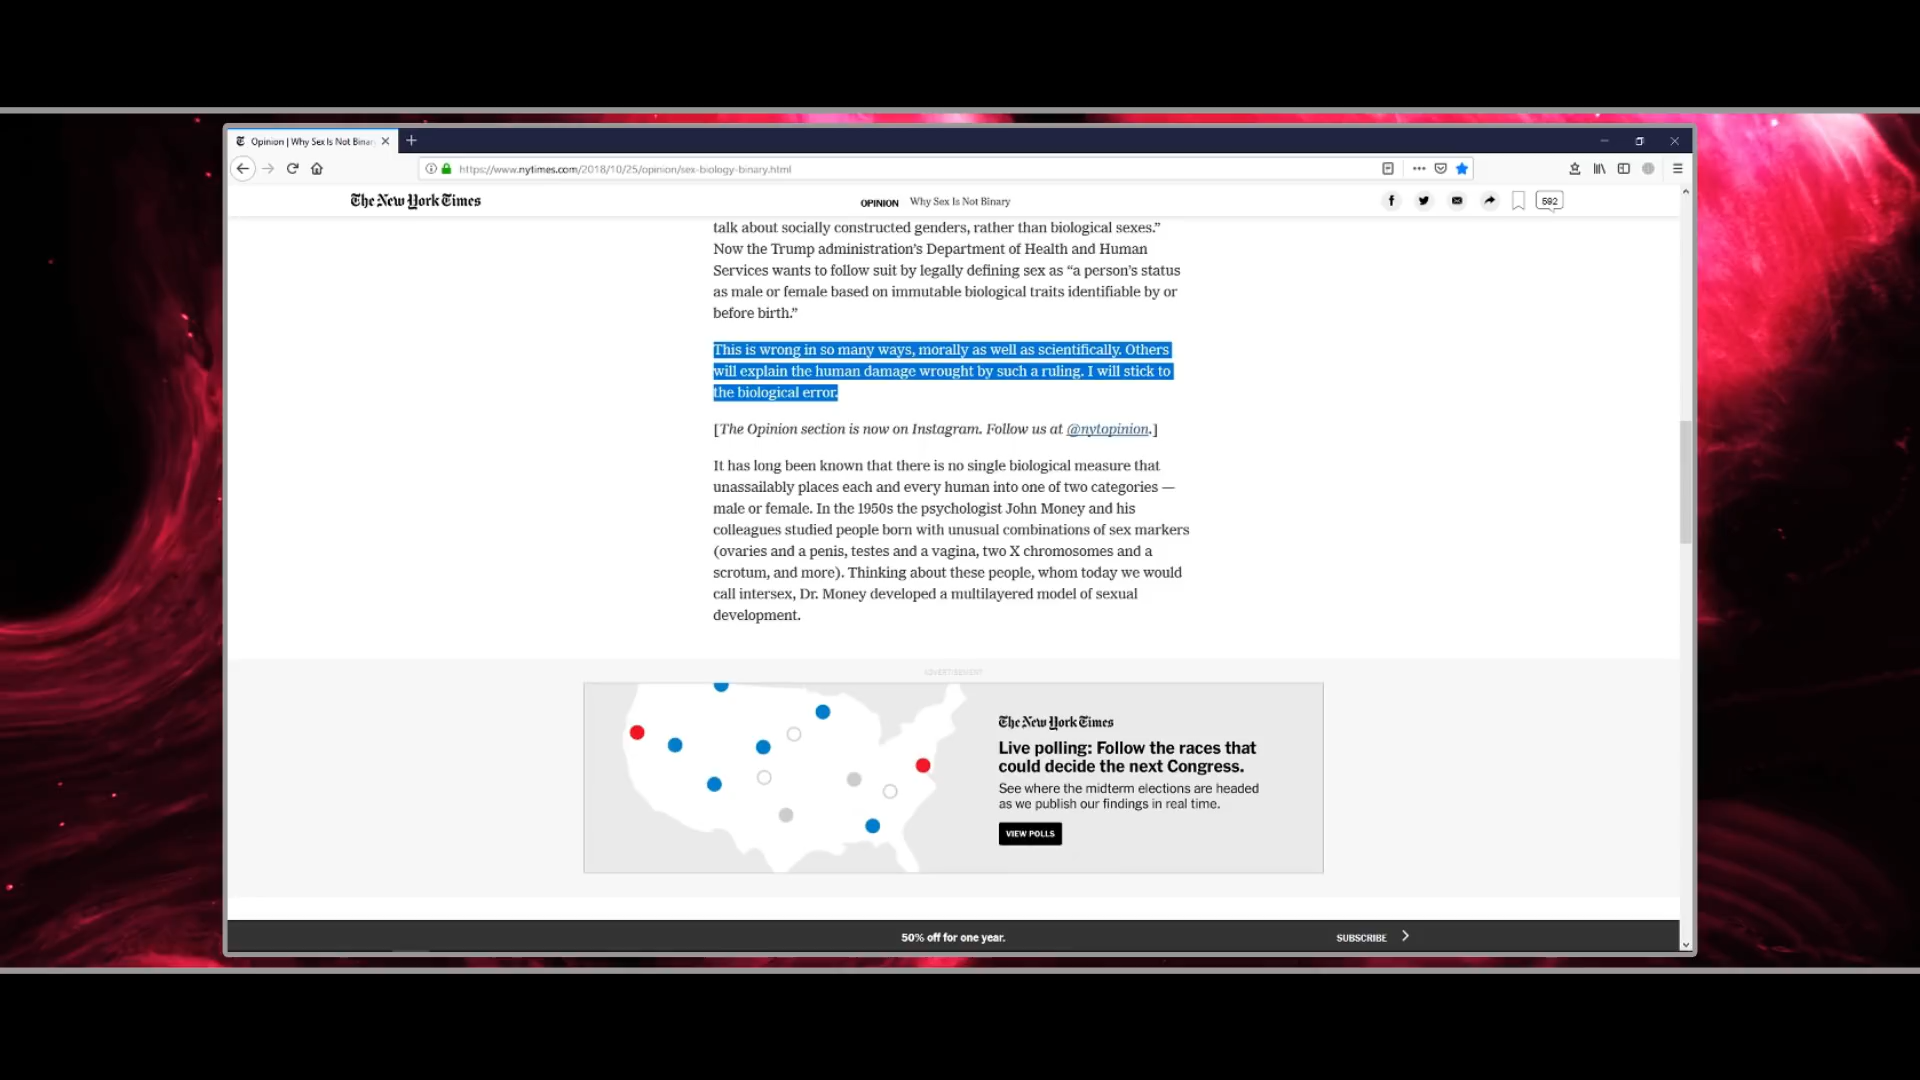 Opinion | Why Sex Is Not Binar
https://www.nytimes.com/2018/10/25/opinion/sex-biology-binary.html
The New York Times
OPINION Why Sex Is Not Binary
592
talk about socially constructed genders, rather than biological sexes.”
Now the Trump administration’s Department of Health and Human
Services wants to follow suit by legally defining sex as “a person’s status
as male or female based on immutable biological traits identifiable by or
before birth.”
This is wrong in so many ways, morally as well as scientifically. Others
will explain the human damage wrought by such a ruling. I will stick to
the biological error.
[The Opinion section is now on Instagram. Follow us at @nytopinion.]
It has long been known that there is no single biological measure that
unassailably places each and every human into one of two categories —
male or female. In the 1950s the psychologist John Money and his
colleagues studied people born with unusual combinations of sex markers
(ovaries and a penis, testes and a vagina, two X chromosomes and a
scrotum, and more). Thinking about these people, whom today we would
call intersex, Dr. Money developed a multilayered model of sexual
development.
ADVERTISEMENT
The New York Times
Live polling: Follow the races that
could decide the next Congress.
See where the midterm elections are headed
as we publish our findings in real time.
VIEW POLLS
50% off for one year.
SUBSCRIBE